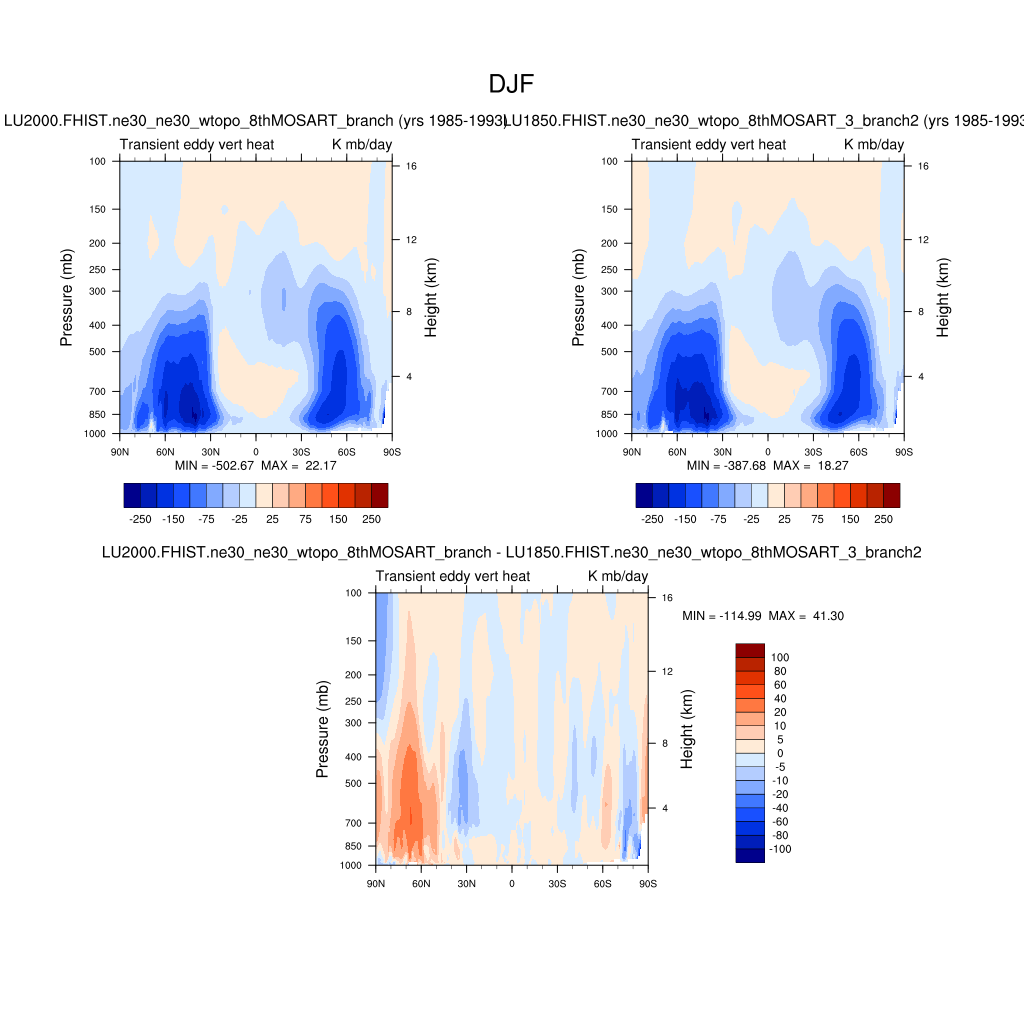 DJF
LU2000.FHIST.ne30_ne30_wtopo_8thMOSART_branch (yrs 1985-1993)
LU1850.FHIST.ne30_ne30_wtopo_8thMOSART_3_branch2 (yrs 1985-1993
Transient eddy vert heat K mb/day
Transient eddy vert heat K mb/day
Pressure (mb)
100
150
200
250
300
400
500
700
850
1000
16
12
8
4
Height (km)
90N 60N 30N 0 30S 60S 90S
MIN = -502.67 MAX = 22.17
-250 -150 -75 -25 25 75 150 250
Pressure (mb)
100
150
200
250
300
400
500
700
850
1000
16
12
8
4
Height (km)
90N 60N 30N 0 30S 60S 90S
MIN = -387.68 MAX = 18.27
-250 -150 -75 -25 25 75 150 250
LU2000.FHIST.ne30_ne30_wtopo_8thMOSART_branch - LU1850.FHIST.ne30_ne30_wtopo_8thMOSART_3_branch2
Transient eddy vert heat K mb/day
Pressure (mb)
100
150
200
250
300
400
500
700
850
1000
16
12
8
4
Height (km)
90N 60N 30N 0 30S 60S 90S
MIN = -114.99 MAX = 41.30
100
80
60
40
20
10
5
0
-5
-10
-20
-40
-60
-80
-100